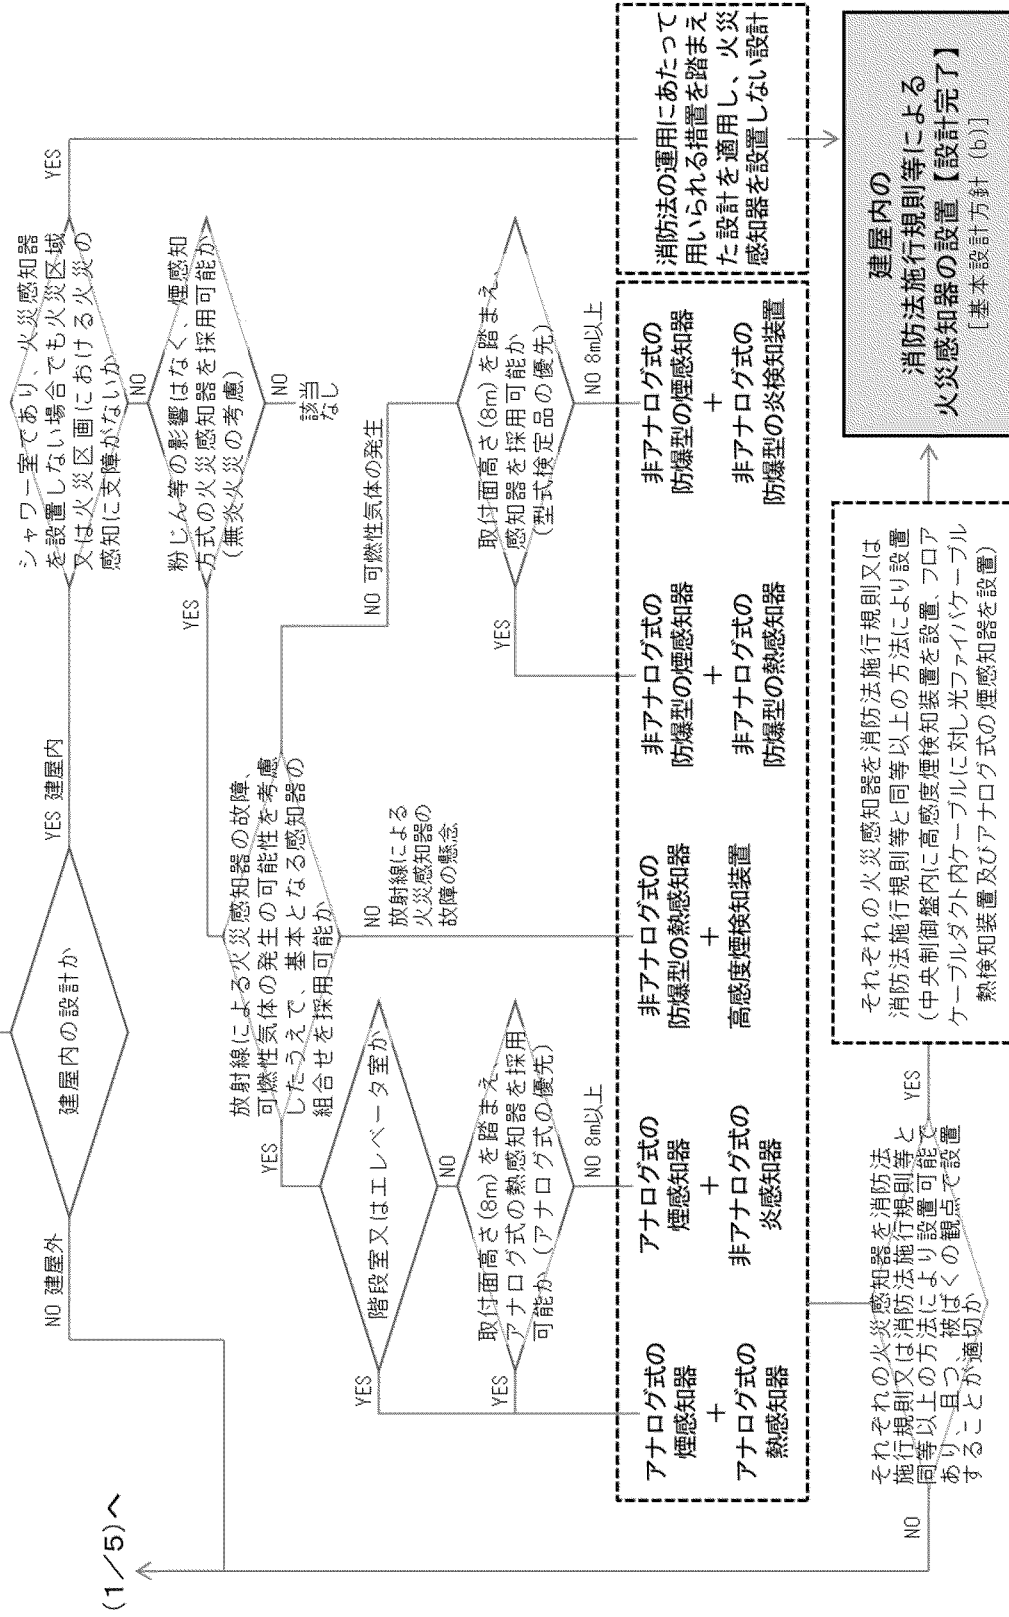 (1/5)へ
建屋内の設計か
NO 建屋外
YES 建屋内
シャワー室であり、火災感知器
を設置しない場合でも火災区域
又は火災区画における火災の
感知に支障がないか
YES
NO
粉じん等の影響はなく、煙感知
方式の火災感知器を採用可能か
(無炎火災の考慮)
YES
NO
該当
なし
放射線による火災感知器の故障、
可燃性気体の発生の可能性を考慮
したうえで、基本となる感知器の
組合せを採用可能か
YES
NO
放射線による
火災感知器の
故障の懸念
NO 可燃性気体の発生
階段室又はエレベータ室か
YES
NO
取付面高さ(8m)を踏まえ、
アナログ式の熱感知器を採用
可能か (アナログ式の優先)
YES
NO 8m以上
取付面高さ(8m)を踏まえ、
感知器を採用可能か
(型式検定品の優先)
YES
NO 8m以上
アナログ式の
煙感知器
+
アナログ式の
熱感知器
アナログ式の
煙感知器
+
非アナログ式の
炎感知器
非アナログ式の
防爆型の熱感知器
+
高感度煙検知装置
非アナログ式の
防爆型の煙感知器
+
非アナログ式の
防爆型の熱感知器
非アナログ式の
防爆型の煙感知器
+
非アナログ式の
防爆型の炎検知装置
消防法の運用にあたって
用いられる措置を踏まえ
た設計を適用し、火災
感知器を設置しない設計
それぞれの火災感知器を消防法
施行規則又は消防法施行規則等と
同等以上の方法により設置可能で
あり、且つ、被ばくの観点で設置
することが適切か
NO
YES
それぞれの火災感知器を消防法施行規則又は
消防法施行規則等と同等以上の方法により設置
(中央制御盤内に高感度煙検知装置を設置、フロア
ケーブルダクト内ケーブルに対し光ファイバケーブル
熱検知装置及びアナログ式の煙感知器を設置)
建屋内の
消防法施行規則等による
火災感知器の設置【設計完了】
[基本設計方針 (b)]